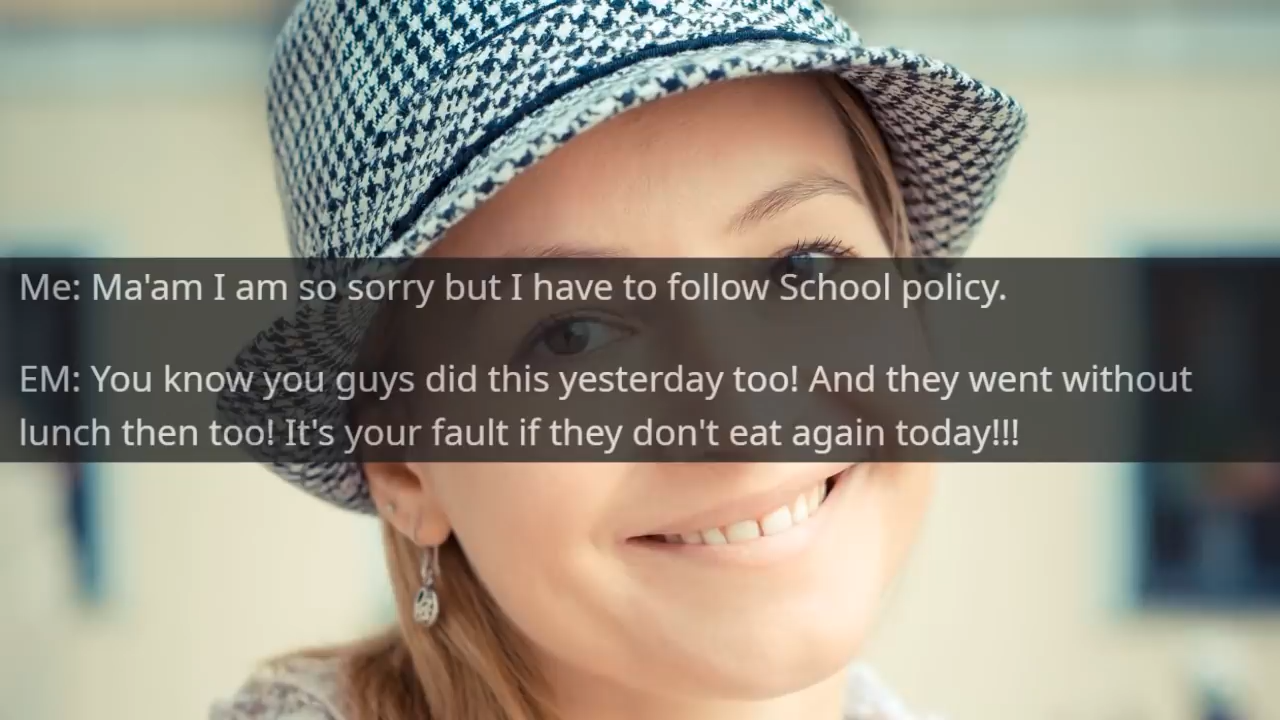 Me: Ma'am I am so sorry but I have to follow School policy.
EM: You know you guys did this yesterday too! And they went without
lunch then too! It's your fault if they don't eat again today!!!